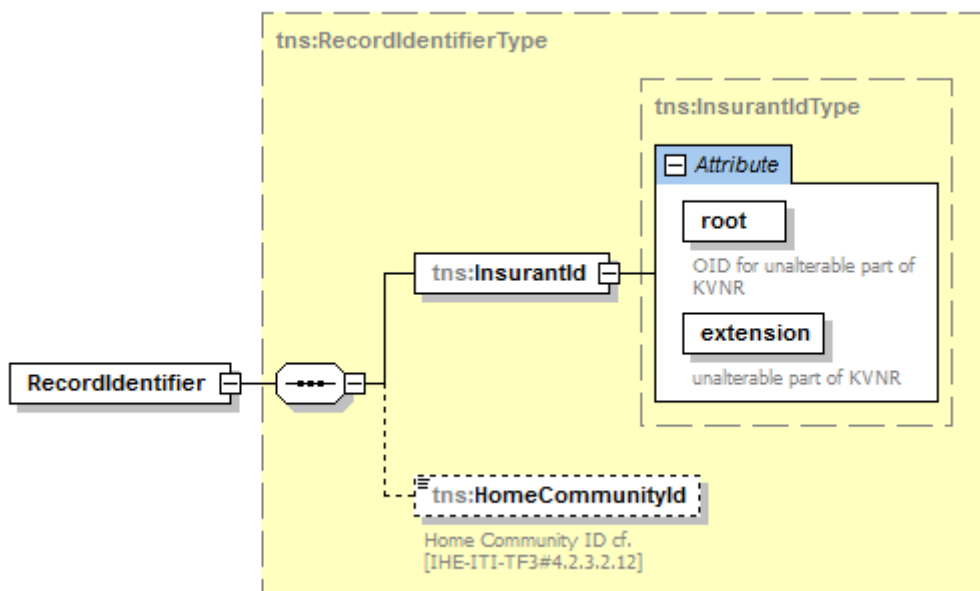 tns:RecordIdentifierType
tns:InsurantIdType
Attribute
root
OID for unalterable part of
KVNR
tns:InsurantId
extension
unalterable part of KVNR
RecordIdentifier
tns:HomeCommunityId
Home Community ID cf.
[IHE-ITI-TF3#4.2.3.2.12]